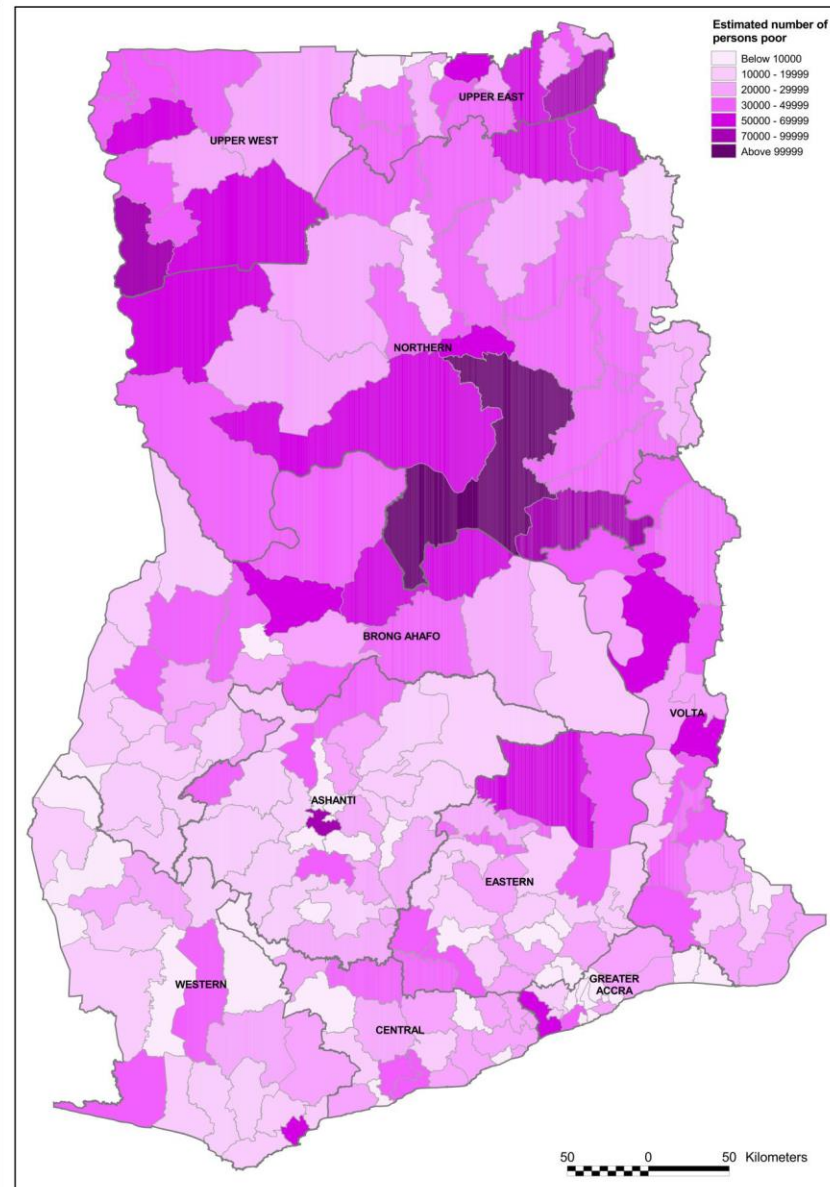 Estimated number of
persons poor
Below 10000
10000 - 19999
20000 - 29999
30000 - 49999
50000 - 69999
70000 - 99999
Above 99999
UPPER EAST
UPPER WEST
NORTHERN
BRONG AHAFO
VOLTA
ASHANTI
EASTERN
WESTERN
GREATER
ACCRA
CENTRAL
50 0 50 Kilometers